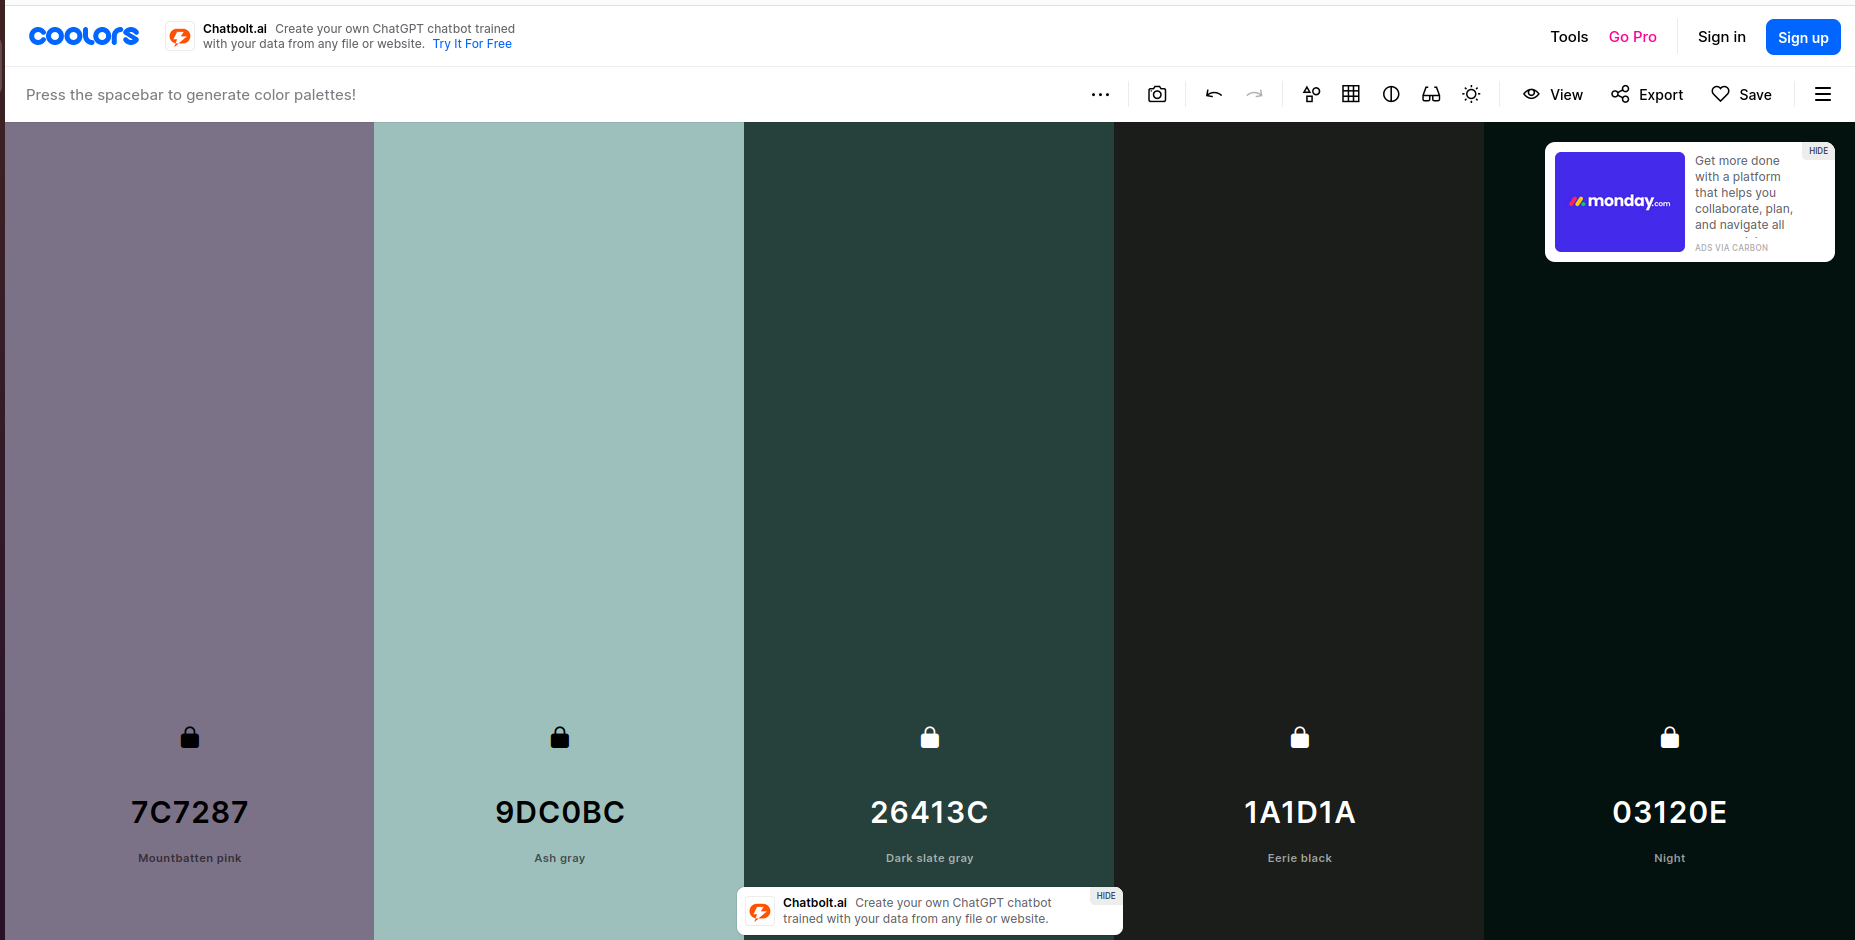 coolors
Chatbolt.ai Create your own ChatGPT chatbot trained
with your data from any file or website. Try It For Free
Tools
Go Pro
Sign in
Sign up
Press the spacebar to generate color palettes!
View
Export
Save
HIDE
Get more done
with a platform
that helps you
collaborate, plan,
and navigate all
monday.com
ADS VIA CARBON
7C7287
Mountbatten pink
9DC0BC
Ash gray
26413C
Dark slate gray
1A1D1A
Eerie black
03120E
Night
Chatbolt.ai Create your own ChatGPT chatbot
trained with your data from any file or website.
HIDE